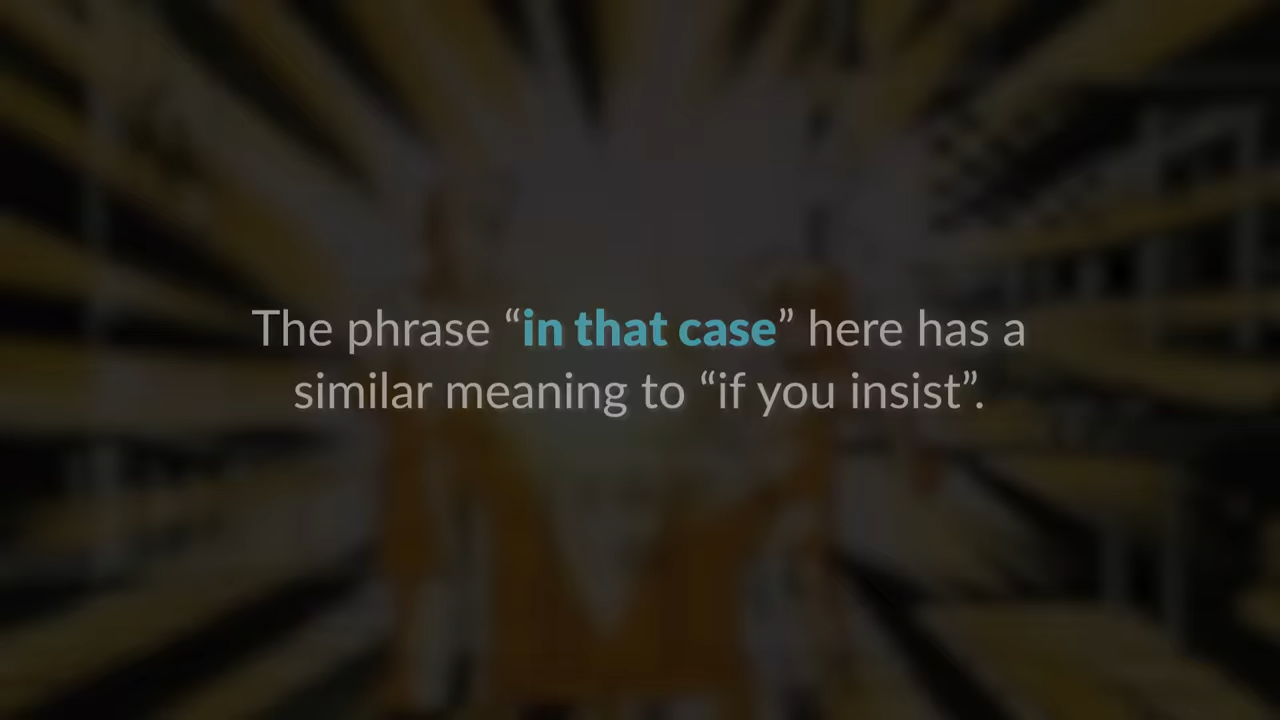 The phrase “in that case” here has a
similar meaning to “if you insist”.